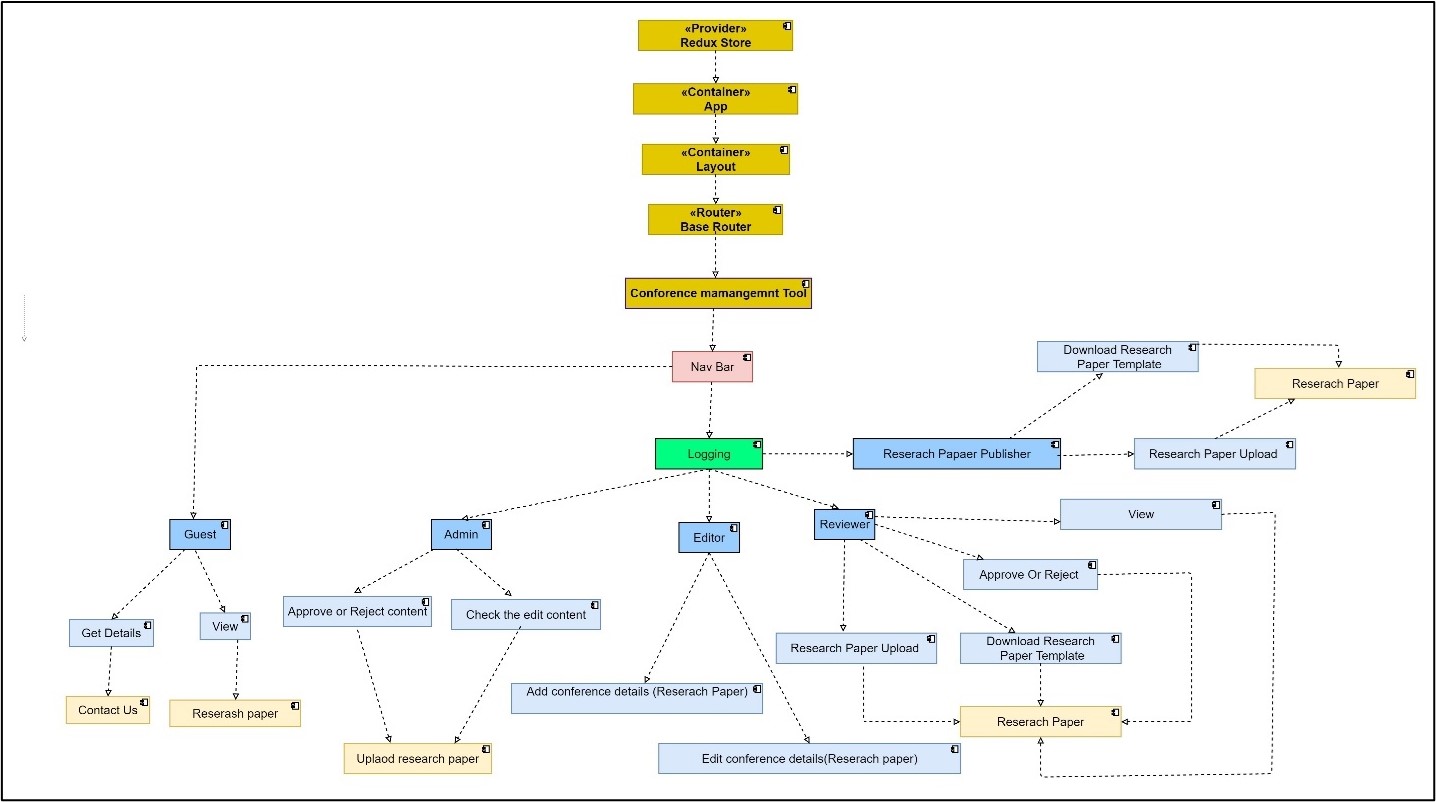 «Provider»
Redux Store
«Container»
App
«Container»
Layout
«Router»
Base Router
Conforence mamangemnt Tool
Nav Bar
Download Research
Paper Template
Reserach Paper
Logging
Reserach Papaer Publisher
Research Paper Upload
Guest
Admin
Editor
Reviewer
View
Approve Or Reject
Get Details
View
Approve or Reject content
Check the edit content
Research Paper Upload
Download Research
Paper Template
Add conference details (Reserach Paper)
Contact Us
Reserash paper
Reserach Paper
Uplaod research paper
Edit conference details(Reserach paper)